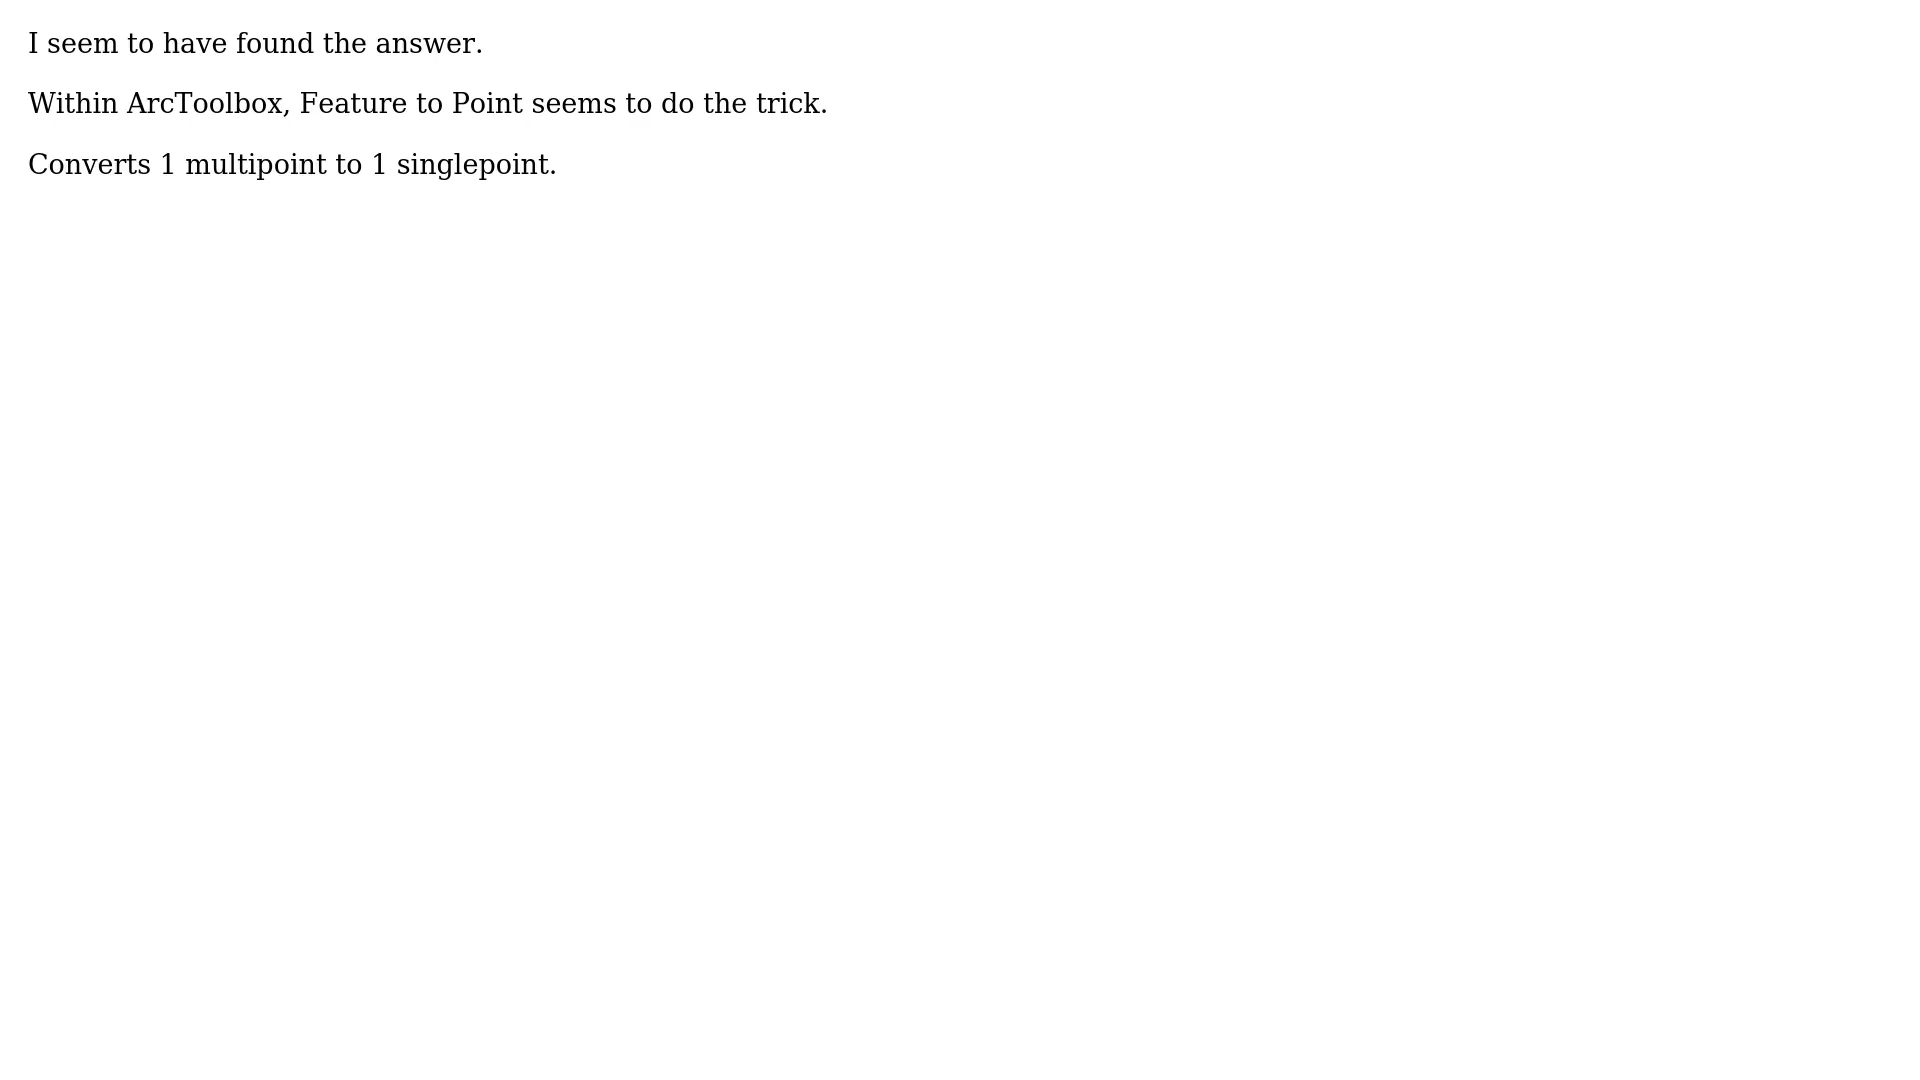 I seem to have found the answer.
Within ArcToolbox, Feature to Point seems to do the trick.
Converts 1 multipoint to 1 singlepoint.